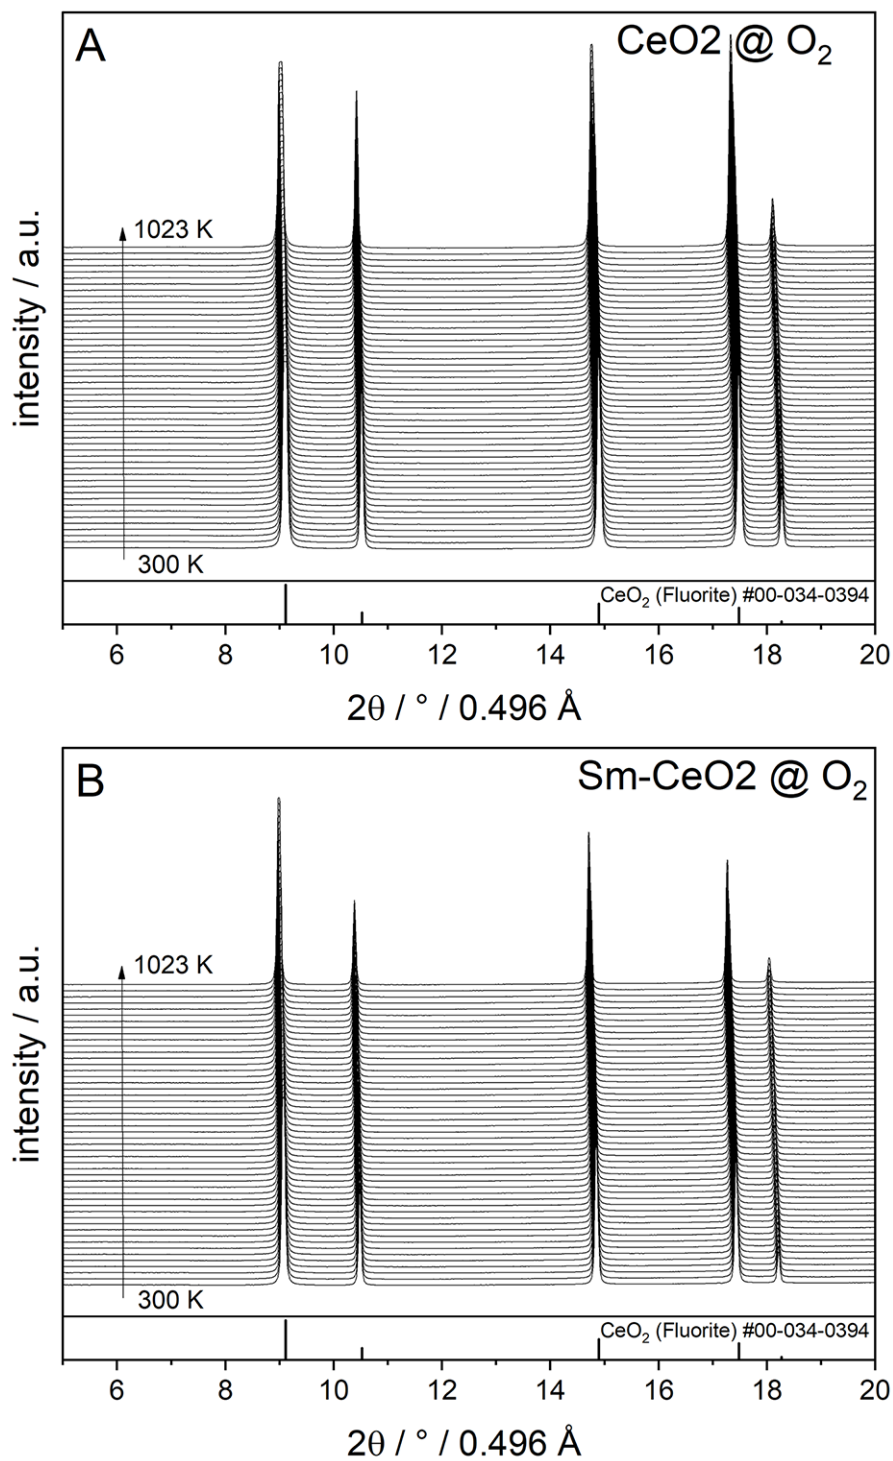 A
CeO2 @ O₂
intensity / a.u.
1023 K
300 K
CeO₂ (Fluorite) #00-034-0394
6 8 10 12 14 16 18 20
2θ / ° / 0.496 Å
B
Sm-CeO2 @ O₂
intensity / a.u.
1023 K
300 K
CeO₂ (Fluorite) #00-034-0394
6 8 10 12 14 16 18 20
2θ / ° / 0.496 Å